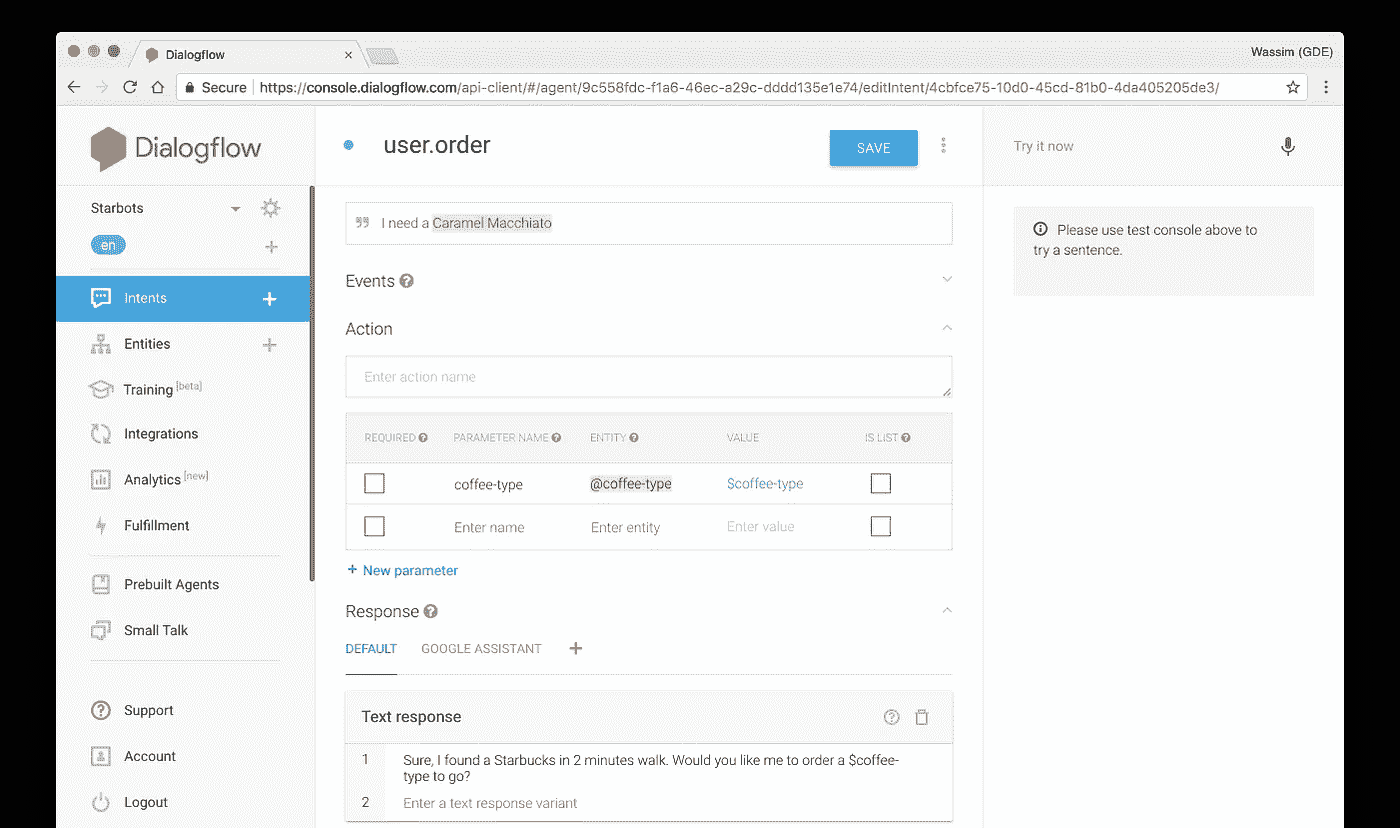 Dialogflow
Wassim (GDE)
Secure https://console.dialogflow.com/api-client/#/agent/9c558fdc-f1a6-46ec-a29c-dddd135e1e74/editIntent/4cbfce75-10d0-45cd-81b0-4da405205de3/
Dialogflow
user.order
SAVE
Try it now
Starbots
en
I need a Caramel Macchiato
Please use test console above to
try a sentence.
Events
Intents
Action
Entities
Enter action name
Training [beta]
Integrations
REQUIRED PARAMETER NAME ENTITY VALUE IS LIST
Analytics [new]
coffee-type @coffee-type $coffee-type
Fulfillment
Enter name Enter entity Enter value
New parameter
Prebuilt Agents
Response
Small Talk
DEFAULT GOOGLE ASSISTANT
Support
Text response
Account
1 Sure, I found a Starbucks in 2 minutes walk. Would you like me to order a $coffee-
type to go?
Logout
2 Enter a text response variant